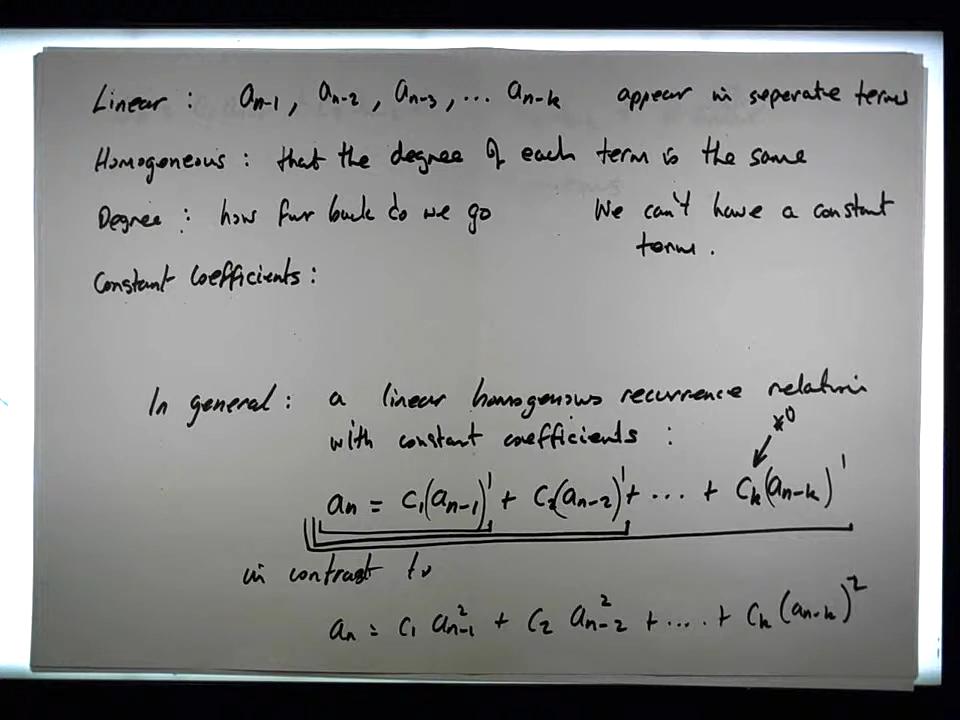 Linear : aₙ₋₁ , aₙ₋₂ , aₙ₋₃ , ... aₙ₋ₖ appear in seperate terms
Homogeneous : that the degree of each term is the same
Degree : how far back do we go We can't have a constant
term .
Constant Coefficients :
In general : a linear homogenous recurrence relation
with constant coefficients :
≠0
aₙ = C₁(aₙ₋₁)¹ + C₂(aₙ₋₂)¹ + ... + Cₖ(aₙ₋ₖ)¹
in contrast to
aₙ = C₁ aₙ₋₁² + C₂ aₙ₋₂² + .... + Cₖ (aₙ₋ₖ)²